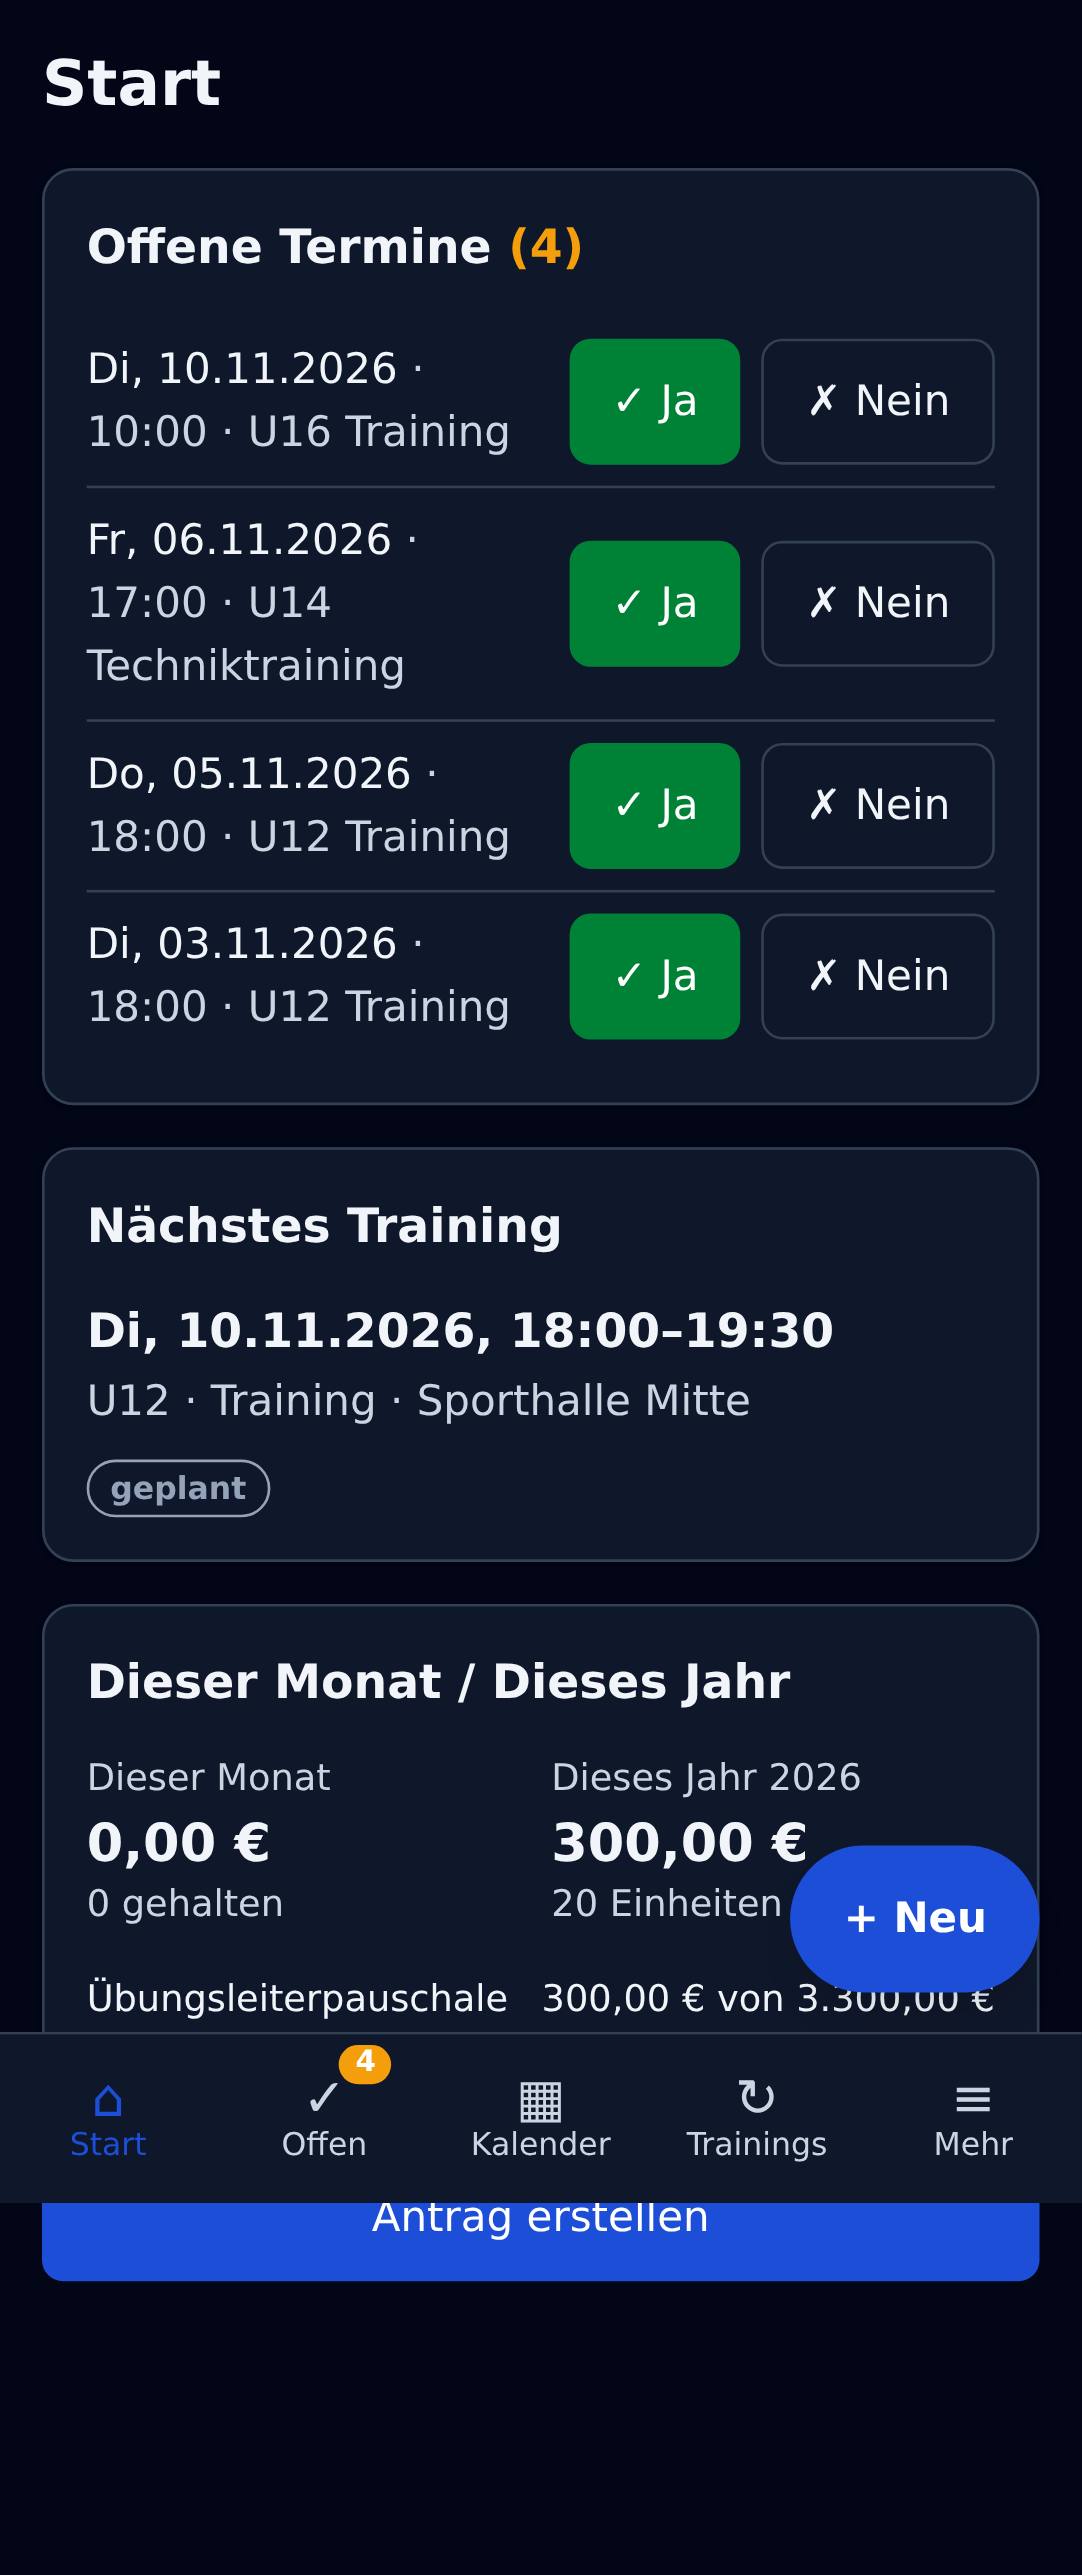 Start
Offene Termine (4)
Di, 10.11.2026 ·
10:00 · U16 Training
✓ Ja
✗ Nein
Fr, 06.11.2026 ·
17:00 · U14
Techniktraining
✓ Ja
✗ Nein
Do, 05.11.2026 ·
18:00 · U12 Training
✓ Ja
✗ Nein
Di, 03.11.2026 ·
18:00 · U12 Training
✓ Ja
✗ Nein
Nächstes Training
Di, 10.11.2026, 18:00–19:30
U12 · Training · Sporthalle Mitte
geplant
Dieser Monat / Dieses Jahr
Dieser Monat
0,00 €
0 gehalten
Dieses Jahr 2026
300,00 €
20 Einheiten
+ Neu
Übungsleiterpauschale 300,00 € von 3.300,00 €
4
Start
Offen
Kalender
Trainings
Mehr
Antrag erstellen